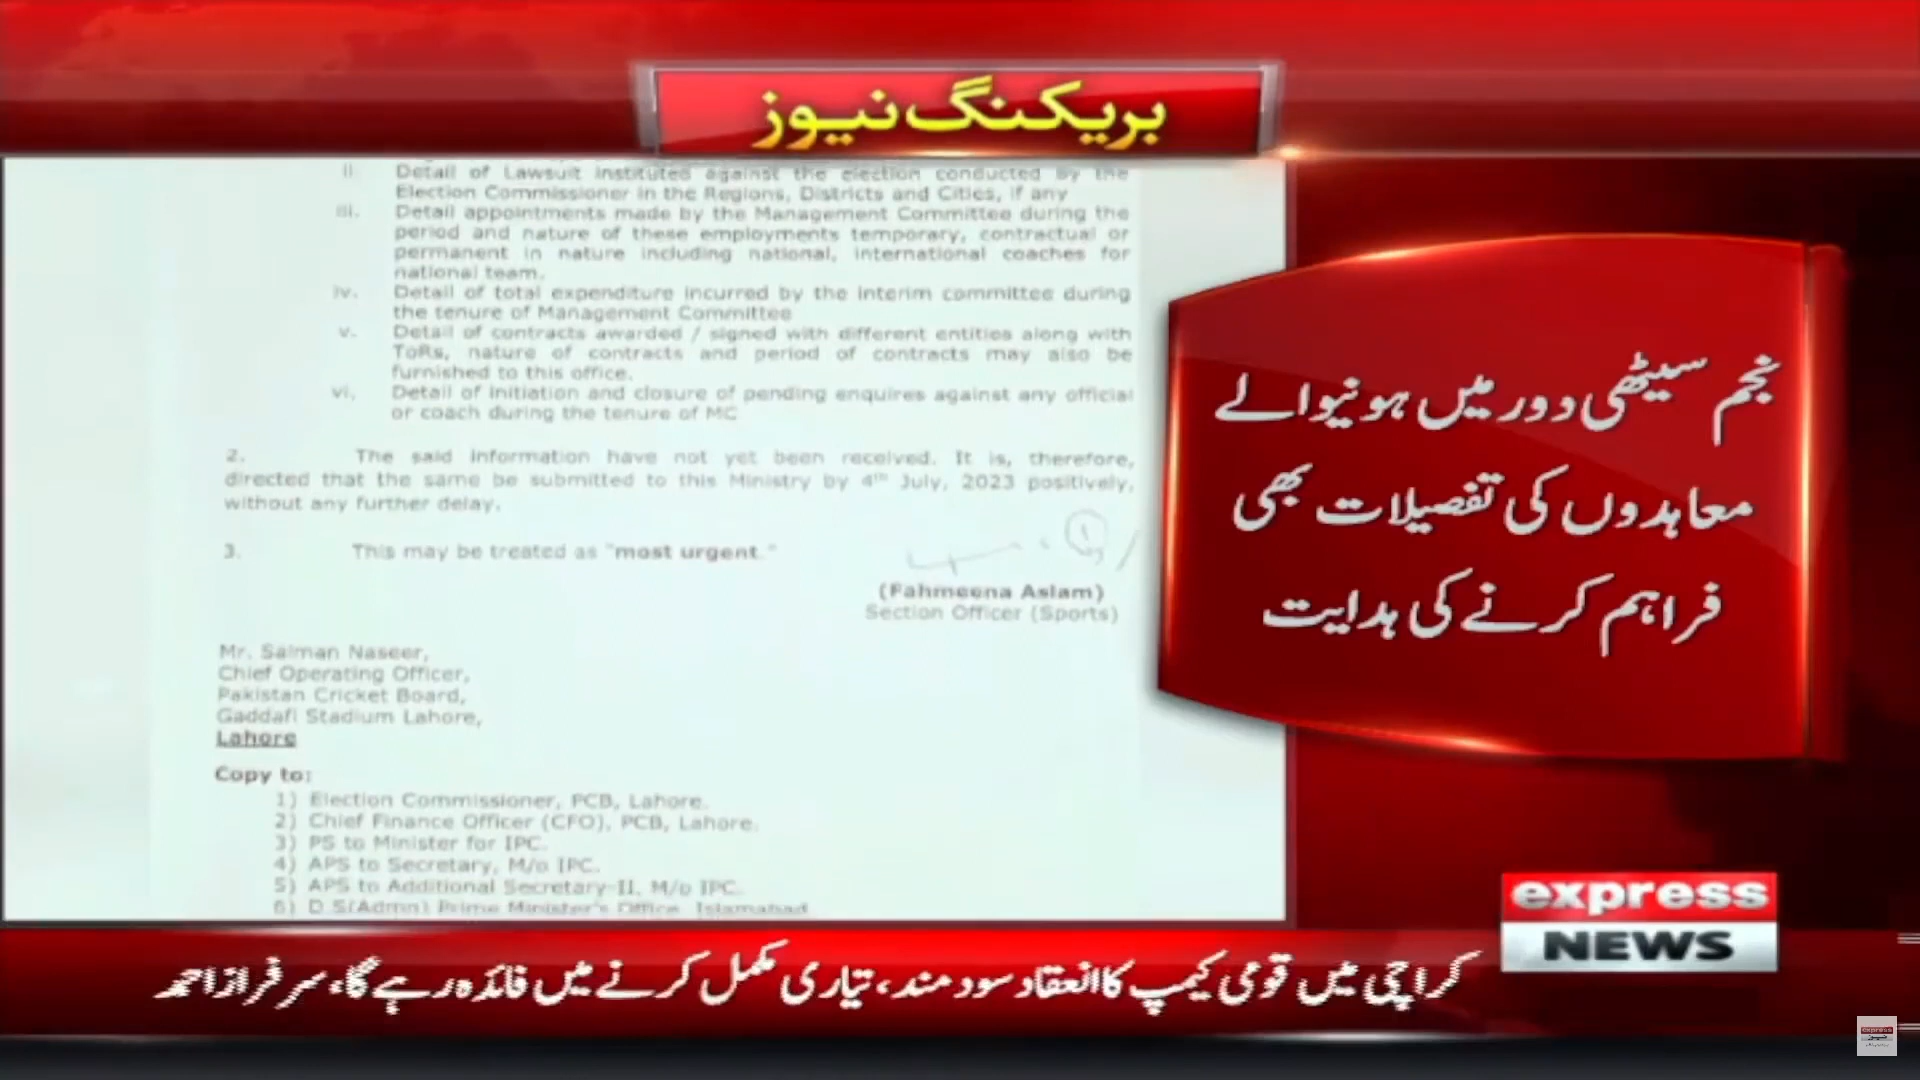 بریکنگ نیوز
ii. Detail of Lawsuit instituted against the election conducted by the
Election Commissioner in the Regions, Districts and Cities, if any
iii. Detail appointments made by the Management Committee during the
period and nature of these employments temporary, contractual or
permanent in nature including national, international coaches for
national team.
iv. Detail of total expenditure incurred by the interim committee during
the tenure of Management Committee
v. Detail of contracts awarded / signed with different entities along with
ToRs, nature of contracts and period of contracts may also be
furnished to this office.
vi. Detail of initiation and closure of pending enquires against any official
or coach during the tenure of MC
2. The said information have not yet been received. It is, therefore,
directed that the same be submitted to this Ministry by 4th July, 2023 positively,
without any further delay.
3. This may be treated as "most urgent."
(Fahmeena Aslam)
Section Officer (Sports)
Mr. Salman Naseer,
Chief Operating Officer,
Pakistan Cricket Board,
Gaddafi Stadium Lahore,
Lahore
Copy to:
1) Election Commissioner, PCB, Lahore.
2) Chief Finance Officer (CFO), PCB, Lahore.
3) PS to Minister for IPC.
4) APS to Secretary, M/o IPC.
5) APS to Additional Secretary-II, M/o IPC.
6) D.S(Admn) Prime Minister's Office, Islamabad
نجم سیٹھی دور میں ہونیوالے
معاہدوں کی تفصیلات بھی
فراہم کرنے کی ہدایت
express
NEWS
کراچی میں قومی کیمپ کا انعقاد سود مند، تیاری مکمل کرنے میں فائدہ رہے گا، سرفراز احمد